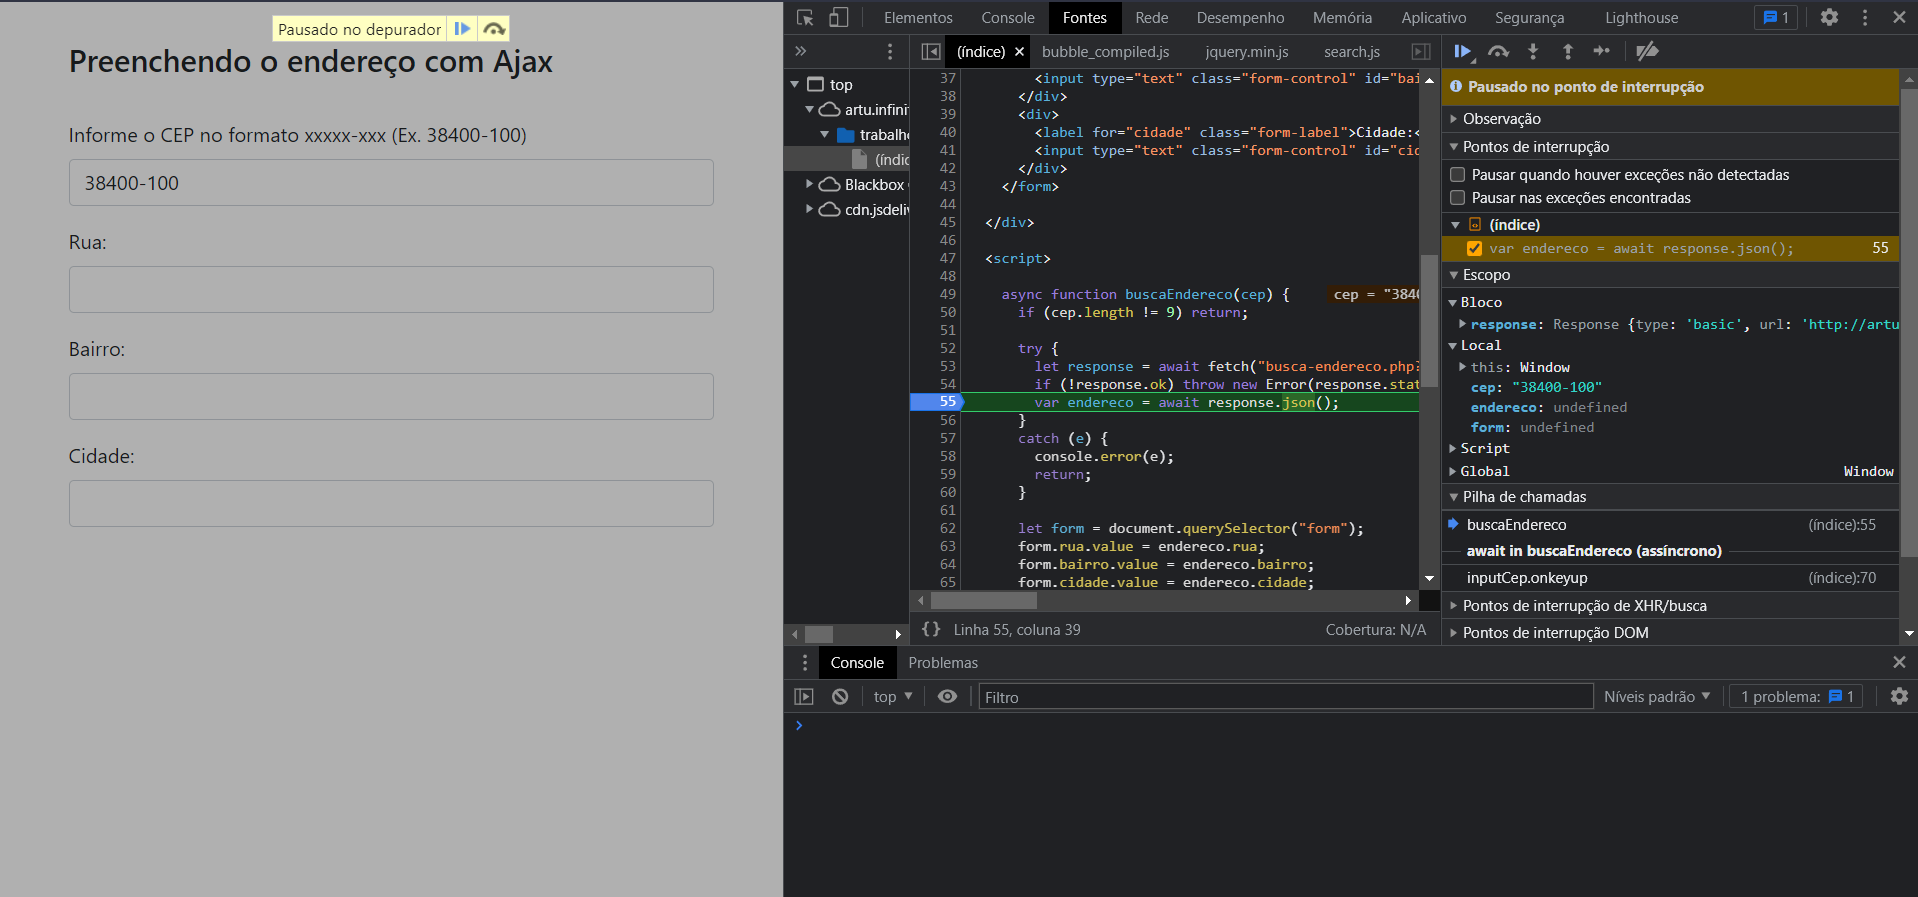 Pausado no depurador
Preenchendo o endereço com Ajax
Informe o CEP no formato xxxxx-xxx (Ex. 38400-100)
38400-100
Rua:
Bairro:
Cidade:
Elementos Console Fontes Rede Desempenho Memória Aplicativo Segurança Lighthouse 1
(índice) bubble_compiled.js jquery.min.js search.js
top
artu.infini
trabalho
(índic
Blackbox
cdn.jsdeliv
37 <input type="text" class="form-control" id="bai
38 </div>
39 <div>
40 <label for="cidade" class="form-label">Cidade:<
41 <input type="text" class="form-control" id="cid
42 </div>
43 </form>
44
45 </div>
46
47 <script>
48
49 async function buscaEndereco(cep) { cep = "3840
50 if (cep.length != 9) return;
51
52 try {
53 let response = await fetch("busca-endereco.php?
54 if (!response.ok) throw new Error(response.stat
55 var endereco = await response.json();
56 }
57 catch (e) {
58 console.error(e);
59 return;
60 }
61
62 let form = document.querySelector("form");
63 form.rua.value = endereco.rua;
64 form.bairro.value = endereco.bairro;
65 form.cidade.value = endereco.cidade;
{ } Linha 55, coluna 39 Cobertura: N/A
Pausado no ponto de interrupção
Observação
Pontos de interrupção
Pausar quando houver exceções não detectadas
Pausar nas exceções encontradas
(índice)
var endereco = await response.json(); 55
Escopo
Bloco
response: Response {type: 'basic', url: 'http://artu
Local
this: Window
cep: "38400-100"
endereco: undefined
form: undefined
Script
Global Window
Pilha de chamadas
buscaEndereco (índice):55
await in buscaEndereco (assíncrono)
inputCep.onkeyup (índice):70
Pontos de interrupção de XHR/busca
Pontos de interrupção DOM
Console Problemas
top Filtro Níveis padrão 1 problema: 1